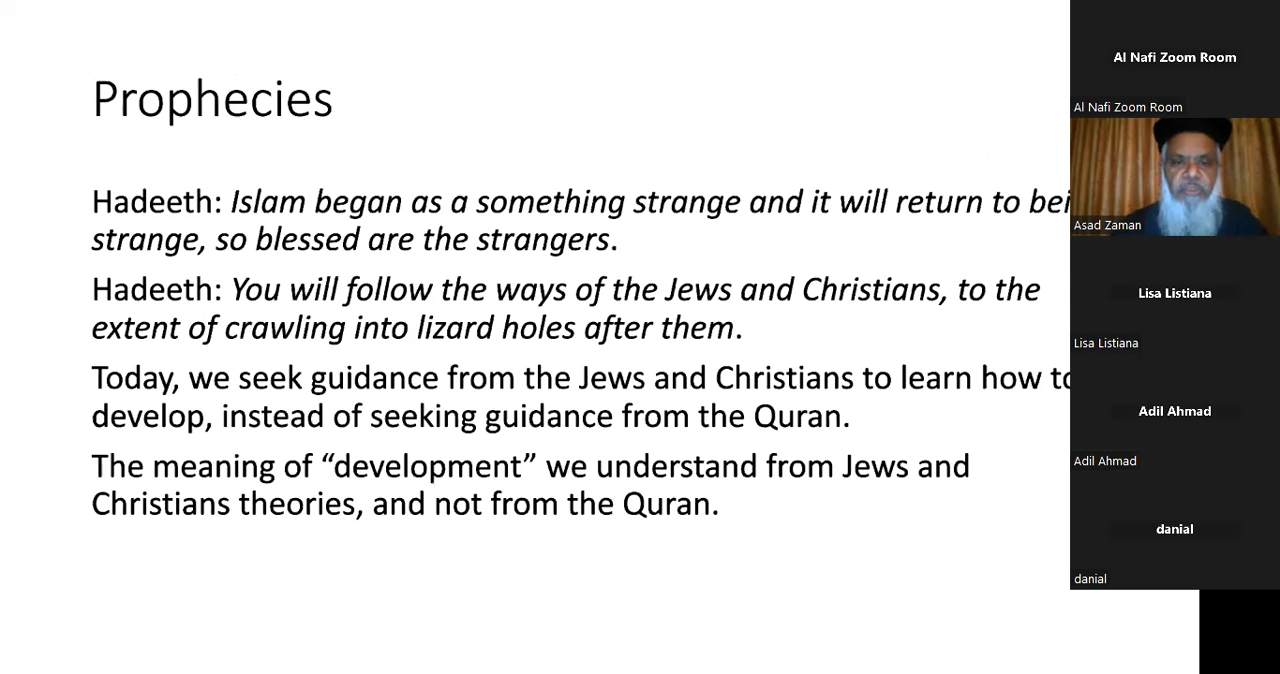 Prophecies
Hadeeth: Islam began as a something strange and it will return to bei
strange, so blessed are the strangers.
Hadeeth: You will follow the ways of the Jews and Christians, to the
extent of crawling into lizard holes after them.
Today, we seek guidance from the Jews and Christians to learn how to
develop, instead of seeking guidance from the Quran.
The meaning of “development” we understand from Jews and
Christians theories, and not from the Quran.
Al Nafi Zoom Room
Al Nafi Zoom Room
Asad Zaman
Lisa Listiana
Lisa Listiana
Adil Ahmad
Adil Ahmad
danial
danial